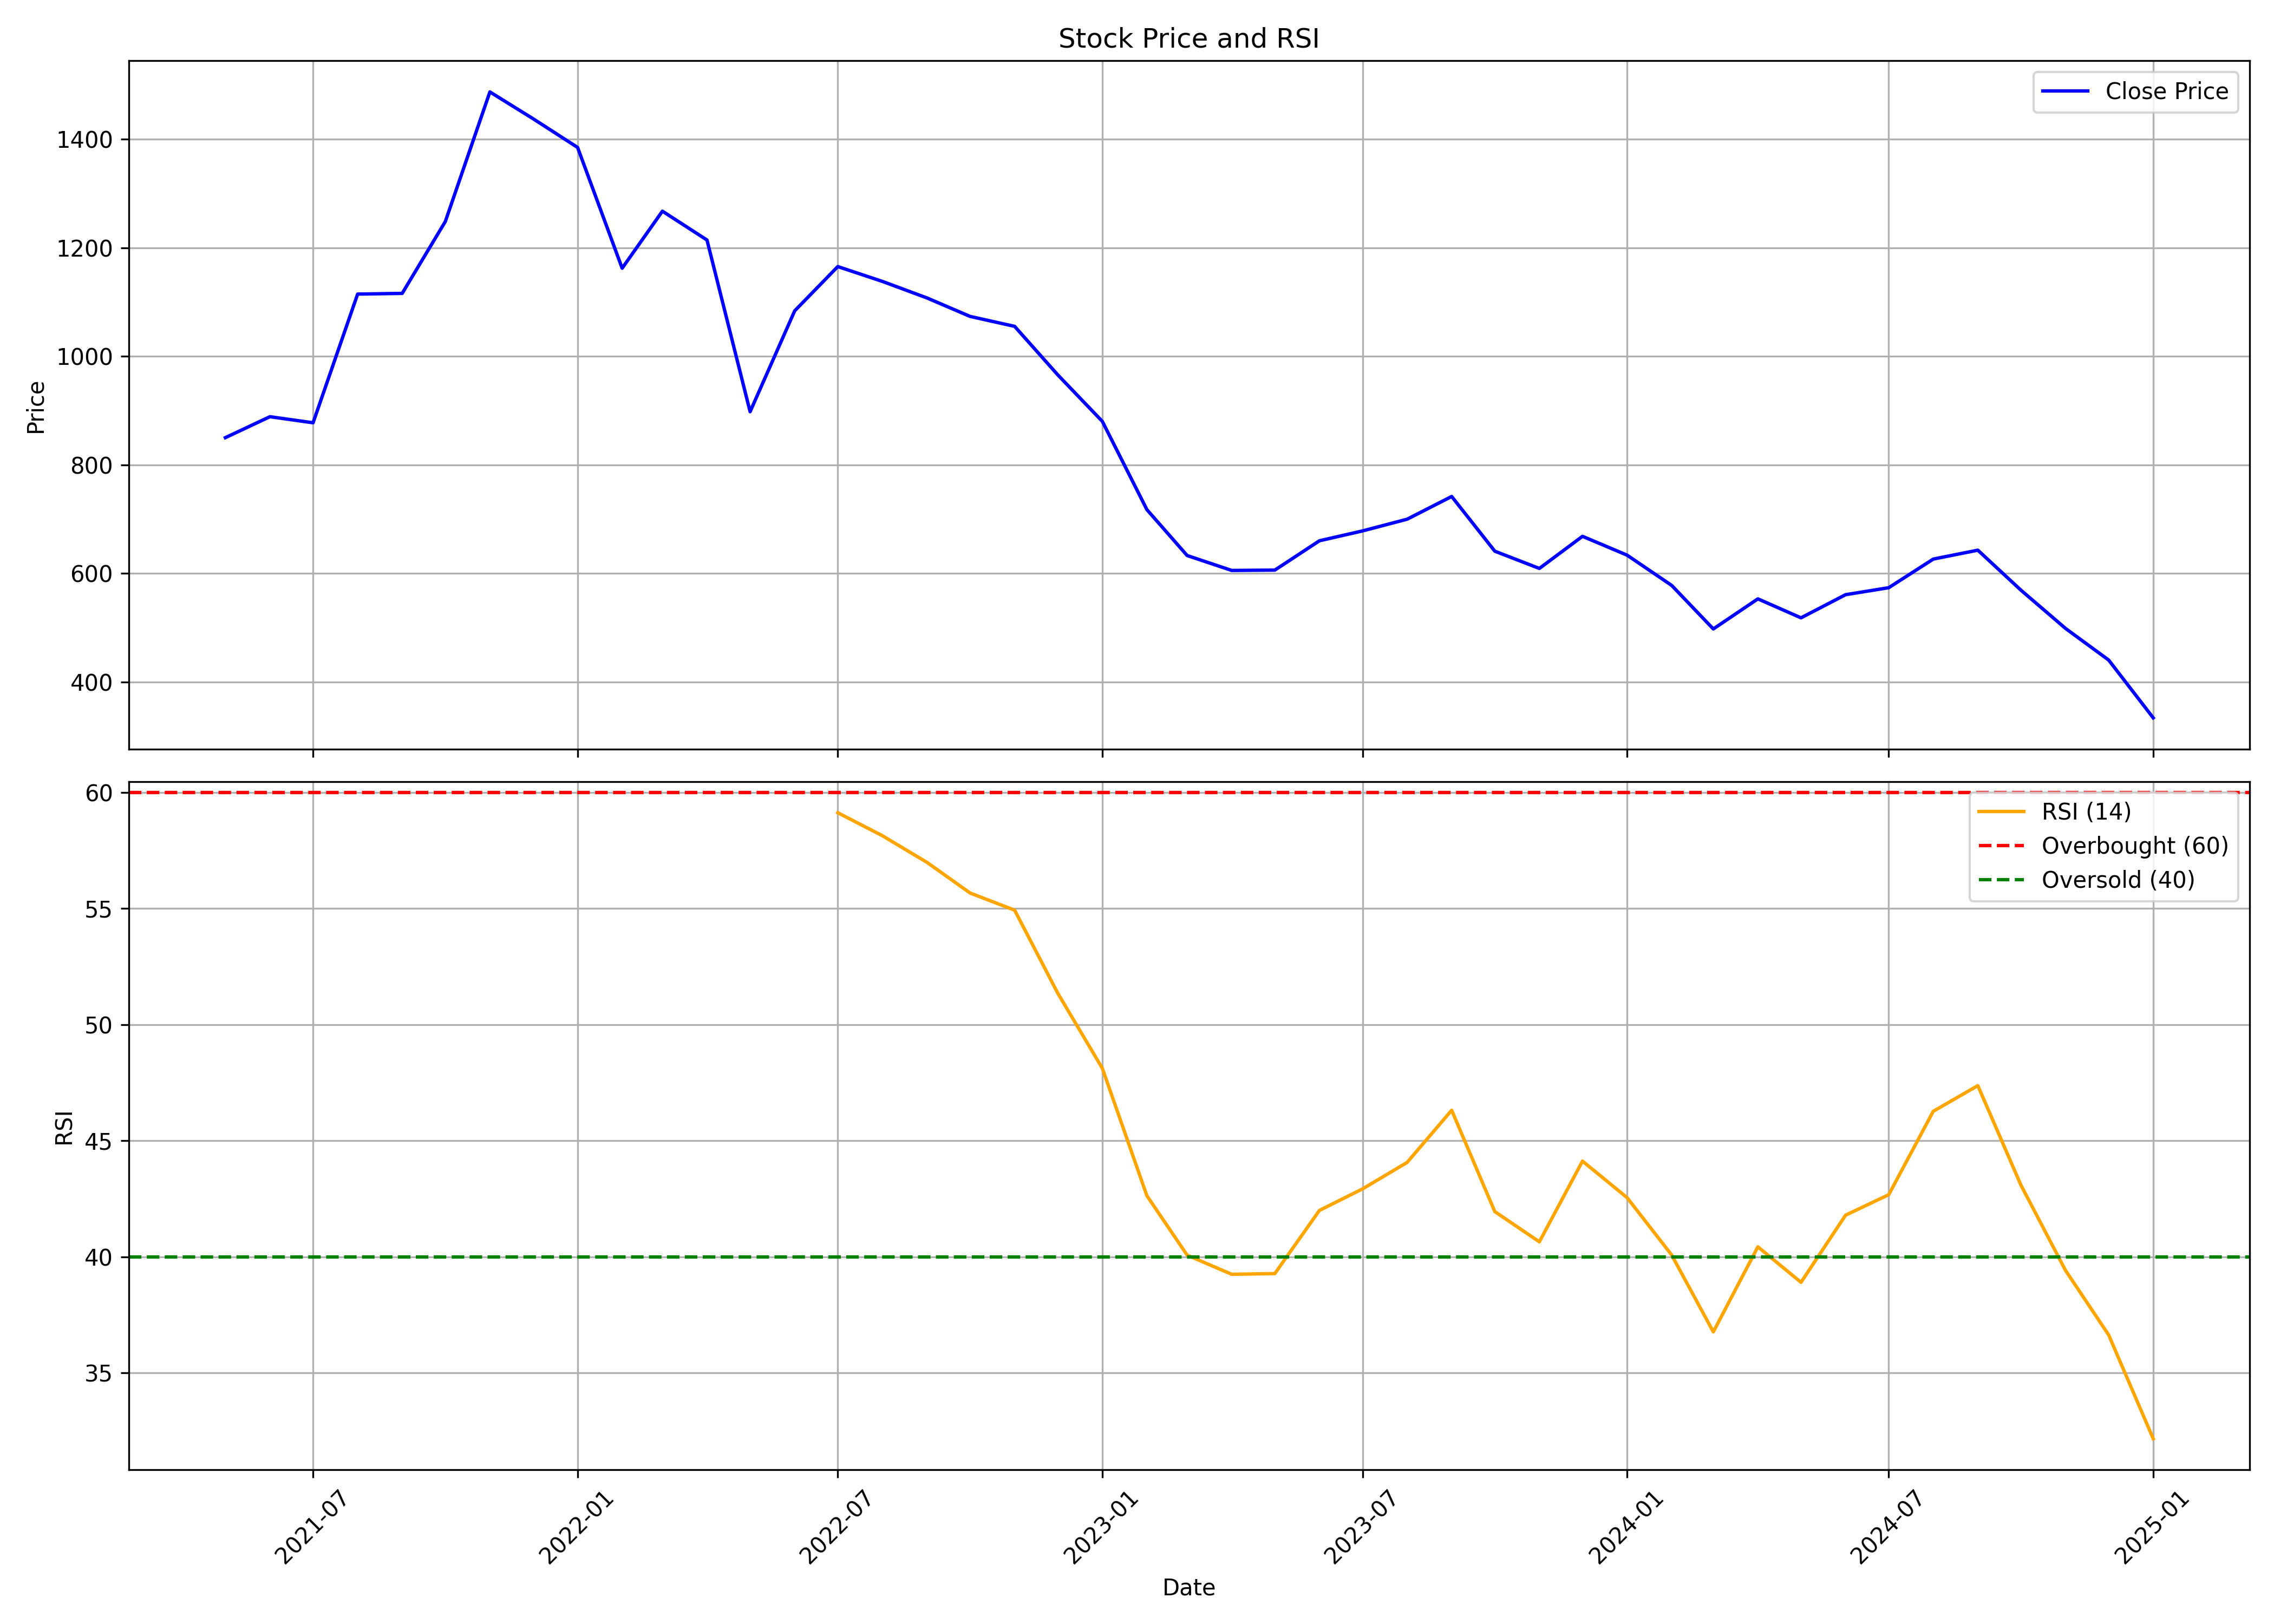 Stock Price and RSI
Close Price
Price
1400
1200
1000
800
600
400
RSI (14)
Overbought (60)
Oversold (40)
RSI
60
55
50
45
40
35
2021-07
2022-01
2022-07
2023-01
2023-07
2024-01
2024-07
2025-01
Date